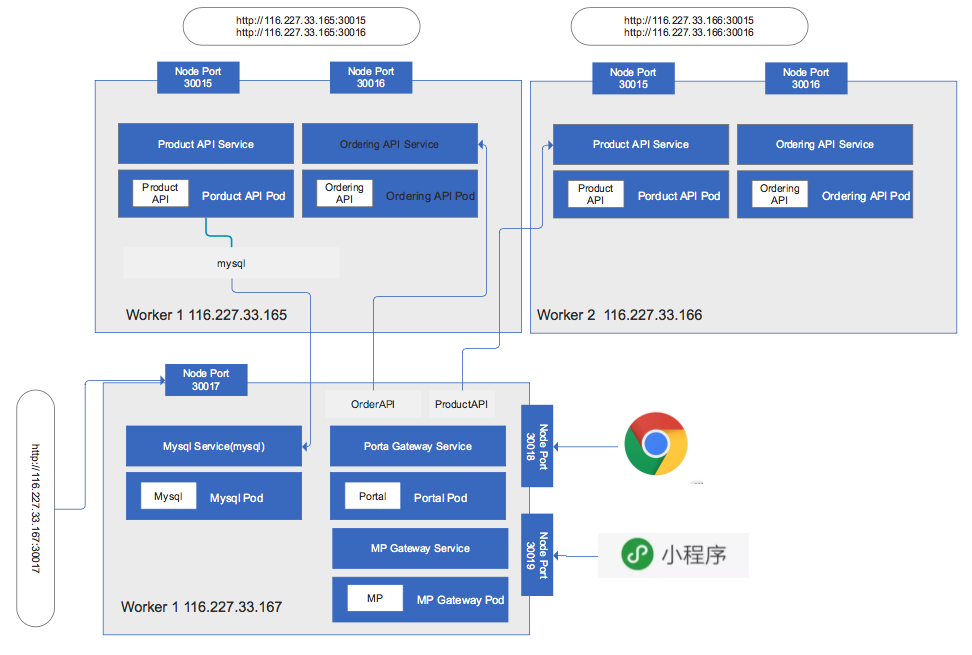 http://116.227.33.165:30015
http://116.227.33.165:30016
http://116.227.33.166:30015
http://116.227.33.166:30016
Node Port
30015
Node Port
30016
Node Port
30015
Node Port
30016
Product API Service
Ordering API Service
Product API Service
Ordering API Service
Product
API
Porduct API Pod
Ordering
API
Ordering API Pod
Product
API
Product API Pod
Ordering
API
Ordering API Pod
mysql
Worker 1 116.227.33.165
Worker 2 116.227.33.166
Node Port
30017
OrderAPI
ProductAPI
http://116.227.33.167:30017
Mysql Service(mysql)
Porta Gateway Service
Node Port
30018
Mysql
Mysql Pod
Portal
Portal Pod
MP Gateway Service
Node Port
30019
小程序
MP
MP Gateway Pod
Worker 1 116.227.33.167